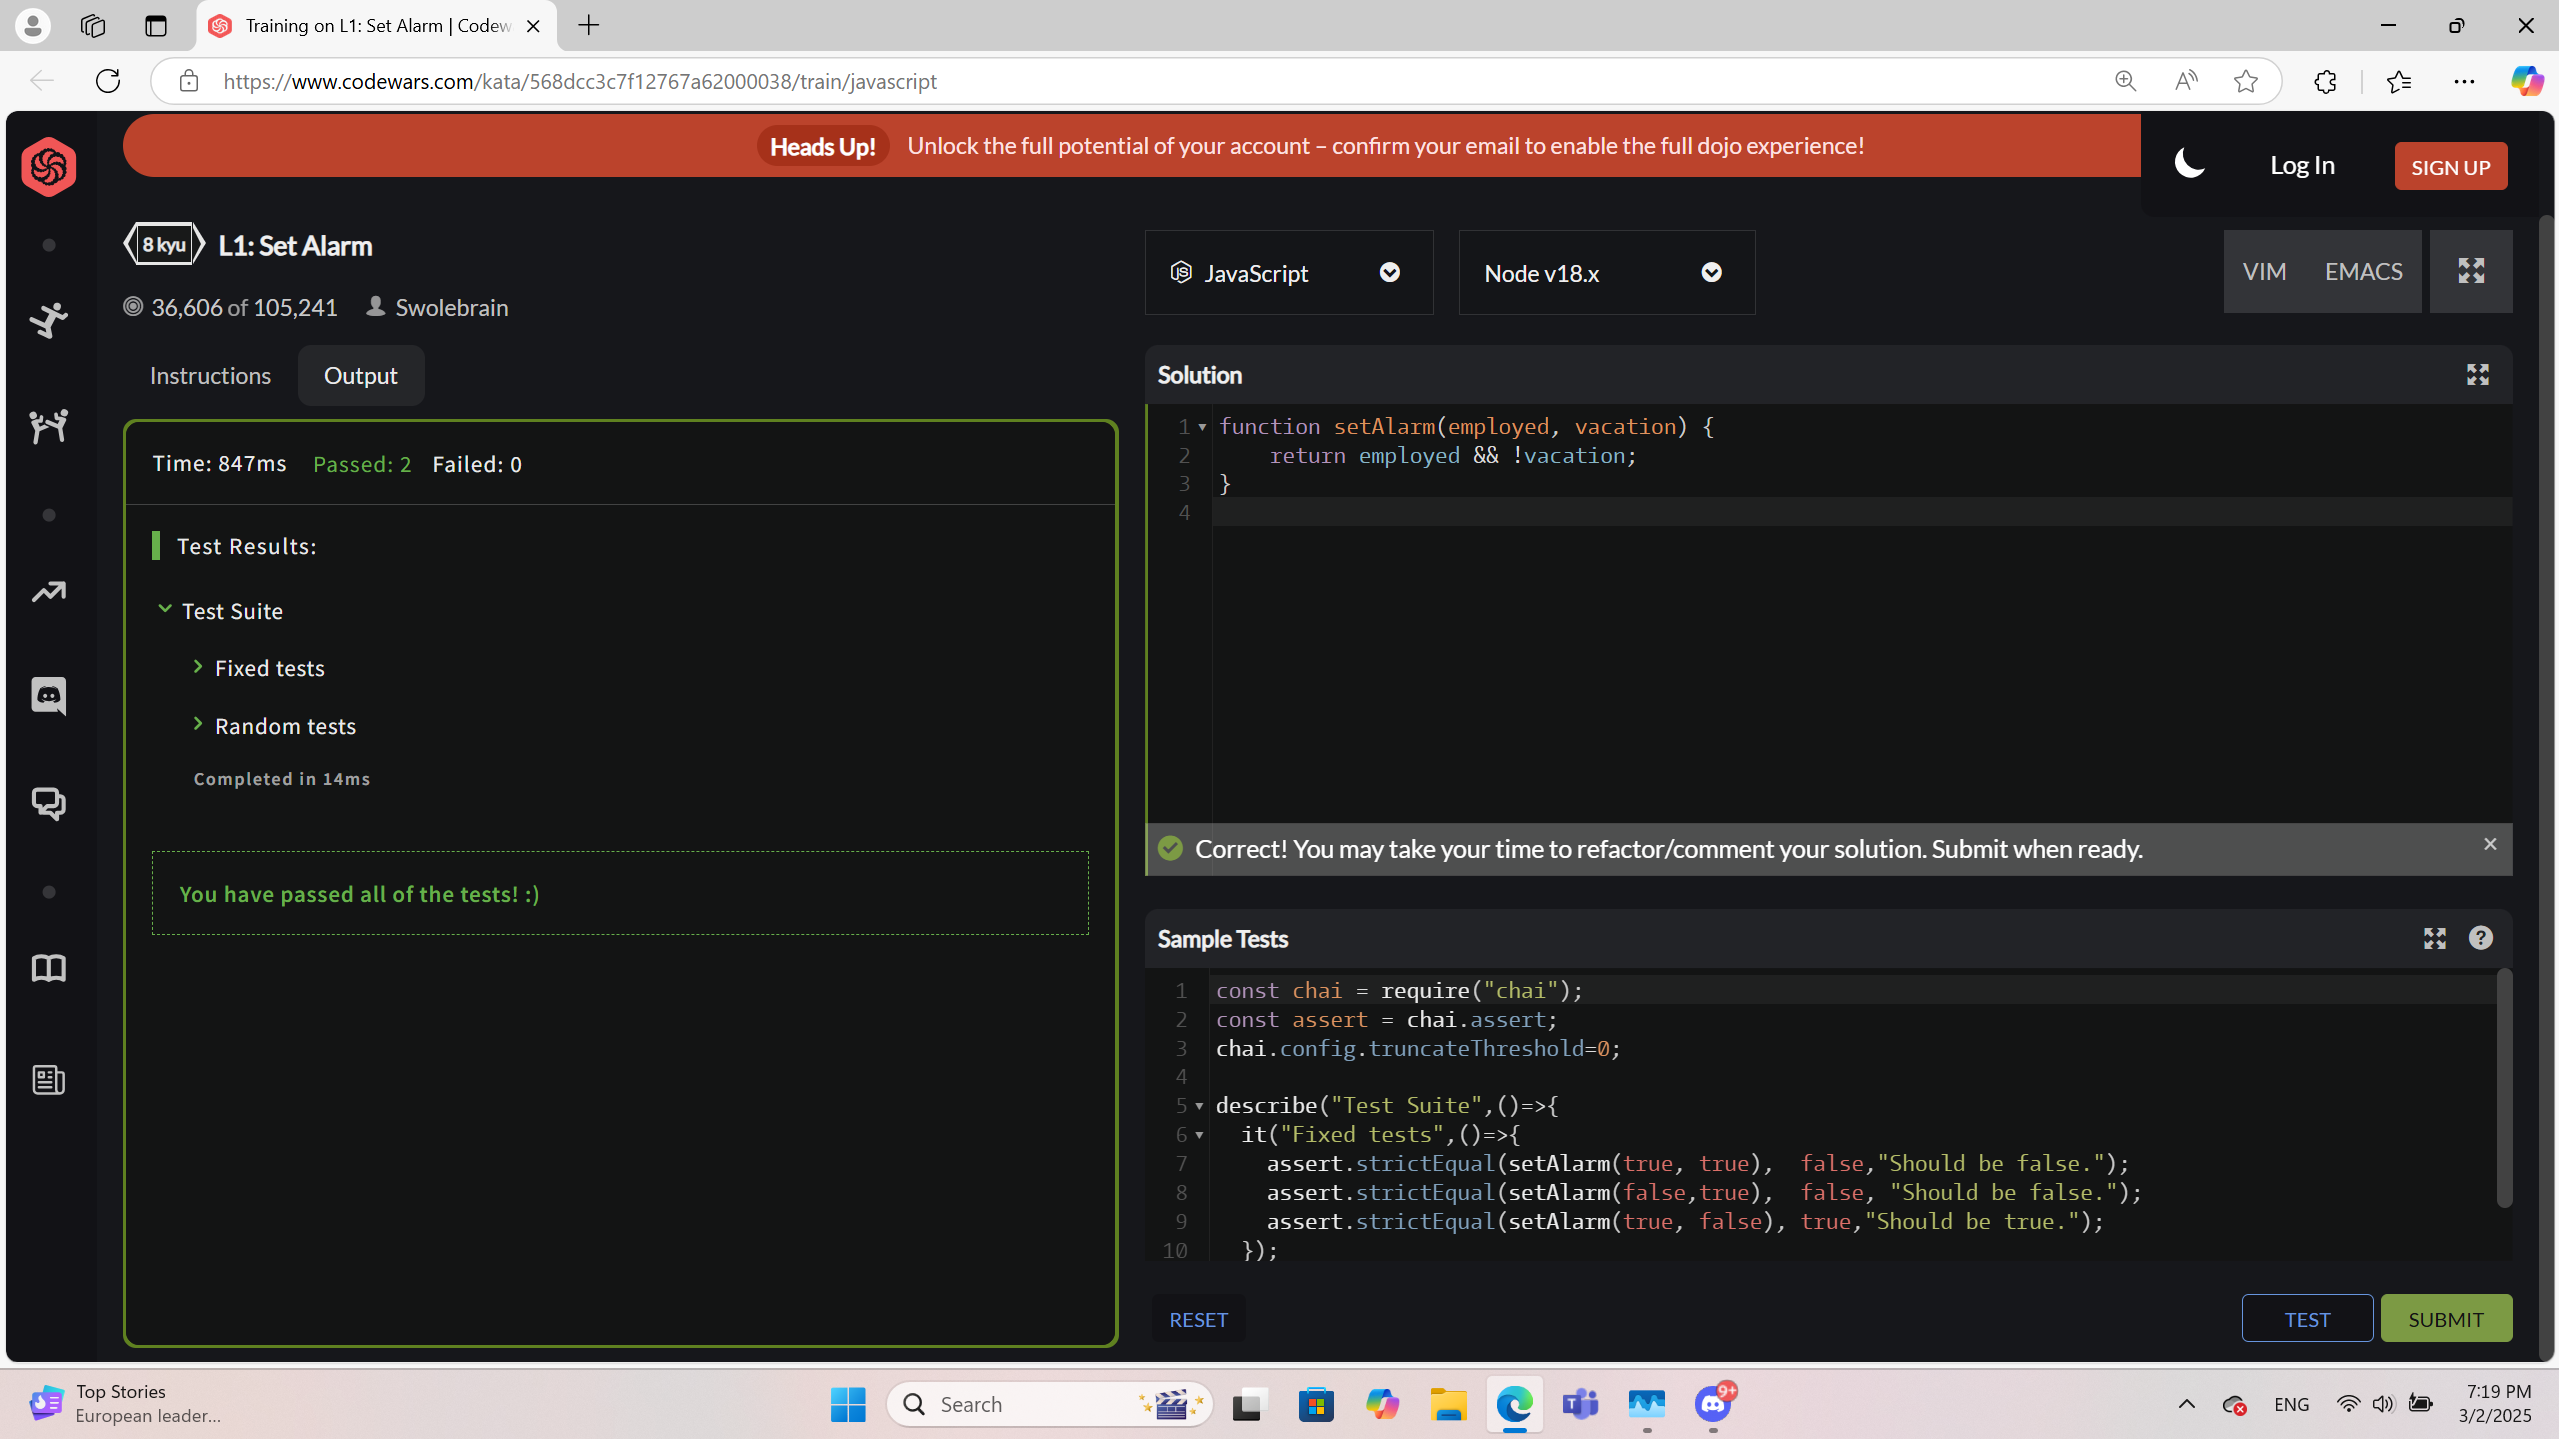 Training on L1: Set Alarm | Codew
https://www.codewars.com/kata/568dcc3c7f12767a62000038/train/javascript
Heads Up! Unlock the full potential of your account – confirm your email to enable the full dojo experience!
Log In
SIGN UP
8 kyu
L1: Set Alarm
36,606 of 105,241
Swolebrain
JavaScript
Node v18.x
VIM
EMACS
Instructions
Output
Time: 847ms Passed: 2 Failed: 0
Test Results:
Test Suite
Fixed tests
Random tests
Completed in 14ms
You have passed all of the tests! :)
Solution
1 function setAlarm(employed, vacation) {
2     return employed && !vacation;
3 }
4
Correct! You may take your time to refactor/comment your solution. Submit when ready.
Sample Tests
1 const chai = require("chai");
2 const assert = chai.assert;
3 chai.config.truncateThreshold=0;
4
5 describe("Test Suite",()=>{
6   it("Fixed tests",()=>{
7     assert.strictEqual(setAlarm(true, true),  false,"Should be false.");
8     assert.strictEqual(setAlarm(false,true),  false, "Should be false.");
9     assert.strictEqual(setAlarm(true, false), true,"Should be true.");
10   });
RESET
TEST
SUBMIT
Top Stories
European leader...
Search
9+
ENG
7:19 PM
3/2/2025